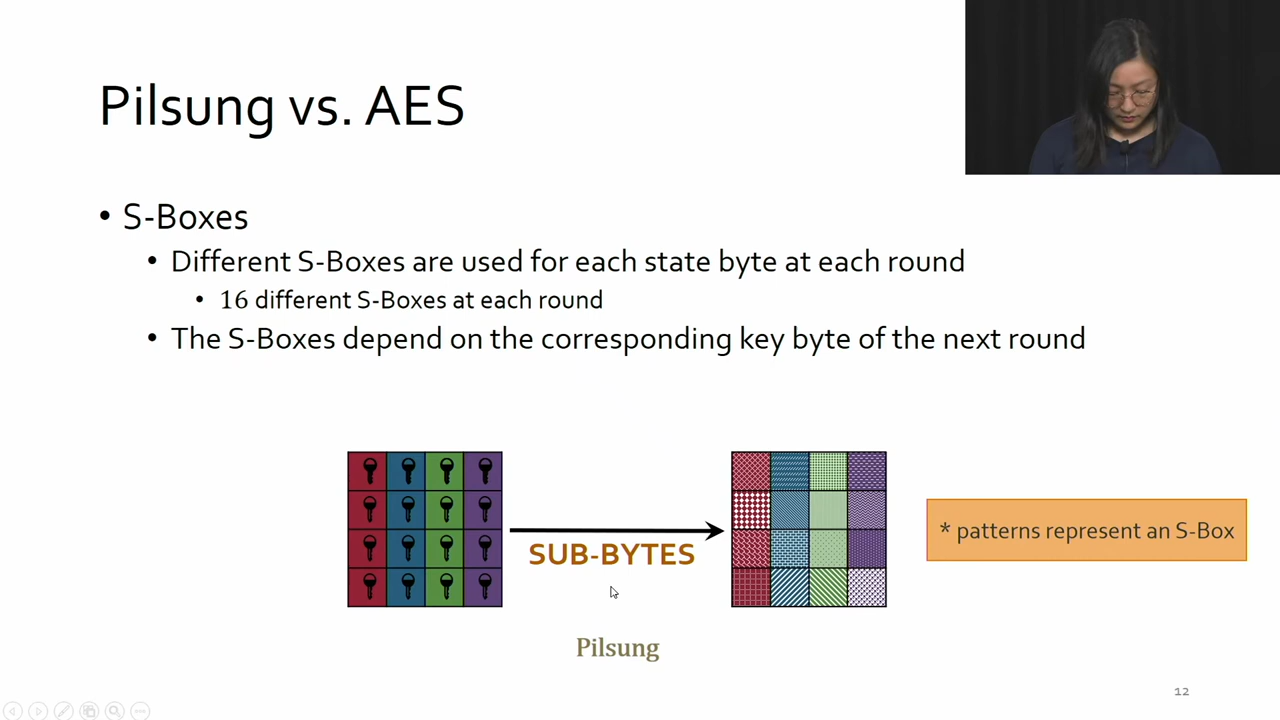 Pilsung vs. AES
• S-Boxes
• Different S-Boxes are used for each state byte at each round
• 16 different S-Boxes at each round
• The S-Boxes depend on the corresponding key byte of the next round
SUB-BYTES
* patterns represent an S-Box
Pilsung
12